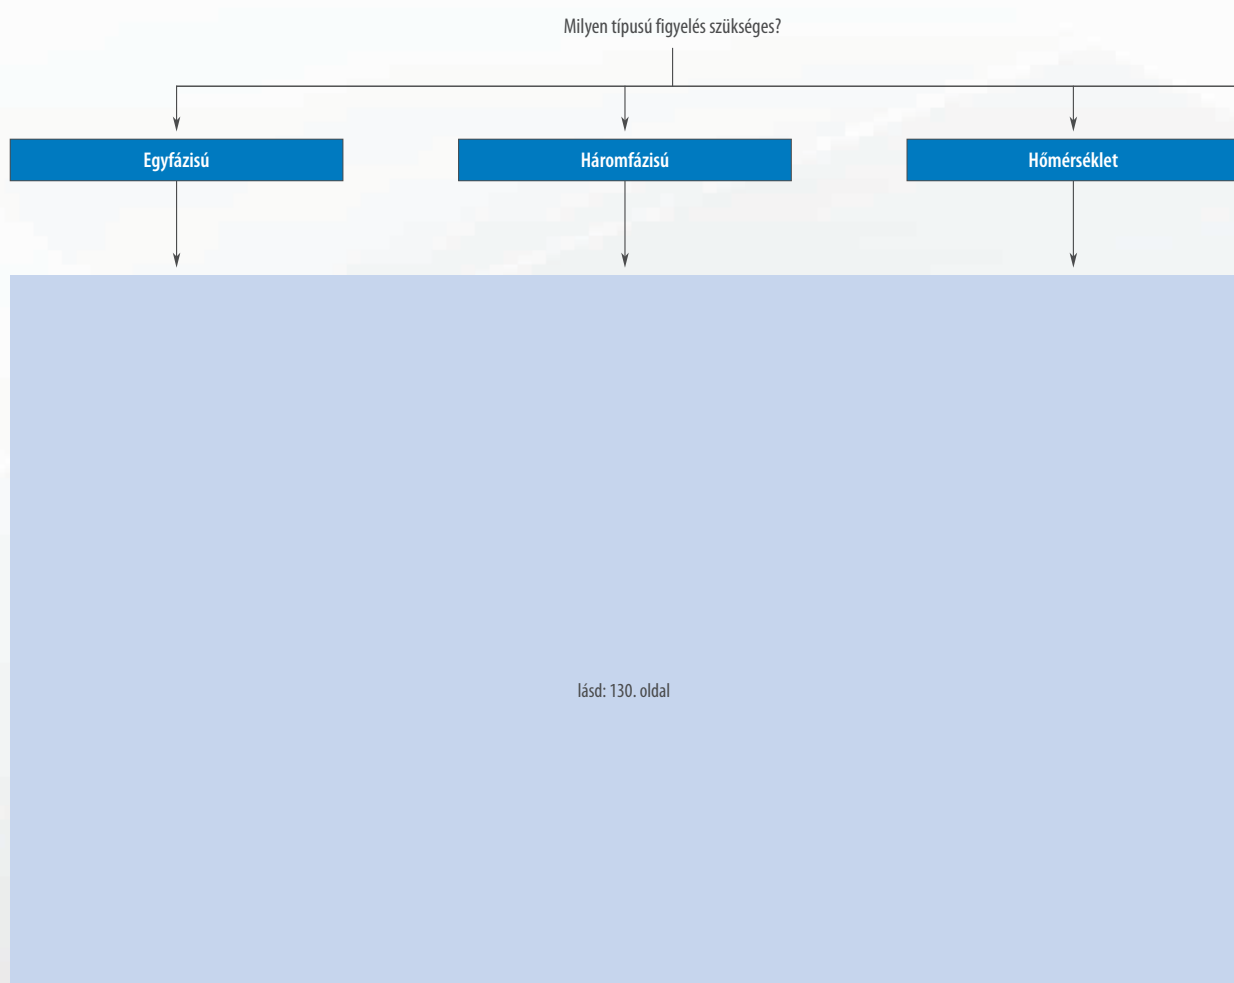 Milyen típusú figyelés szükséges?
Egyfázisú
Háromfázisú
Hőmérséklet
lásd: 130. oldal